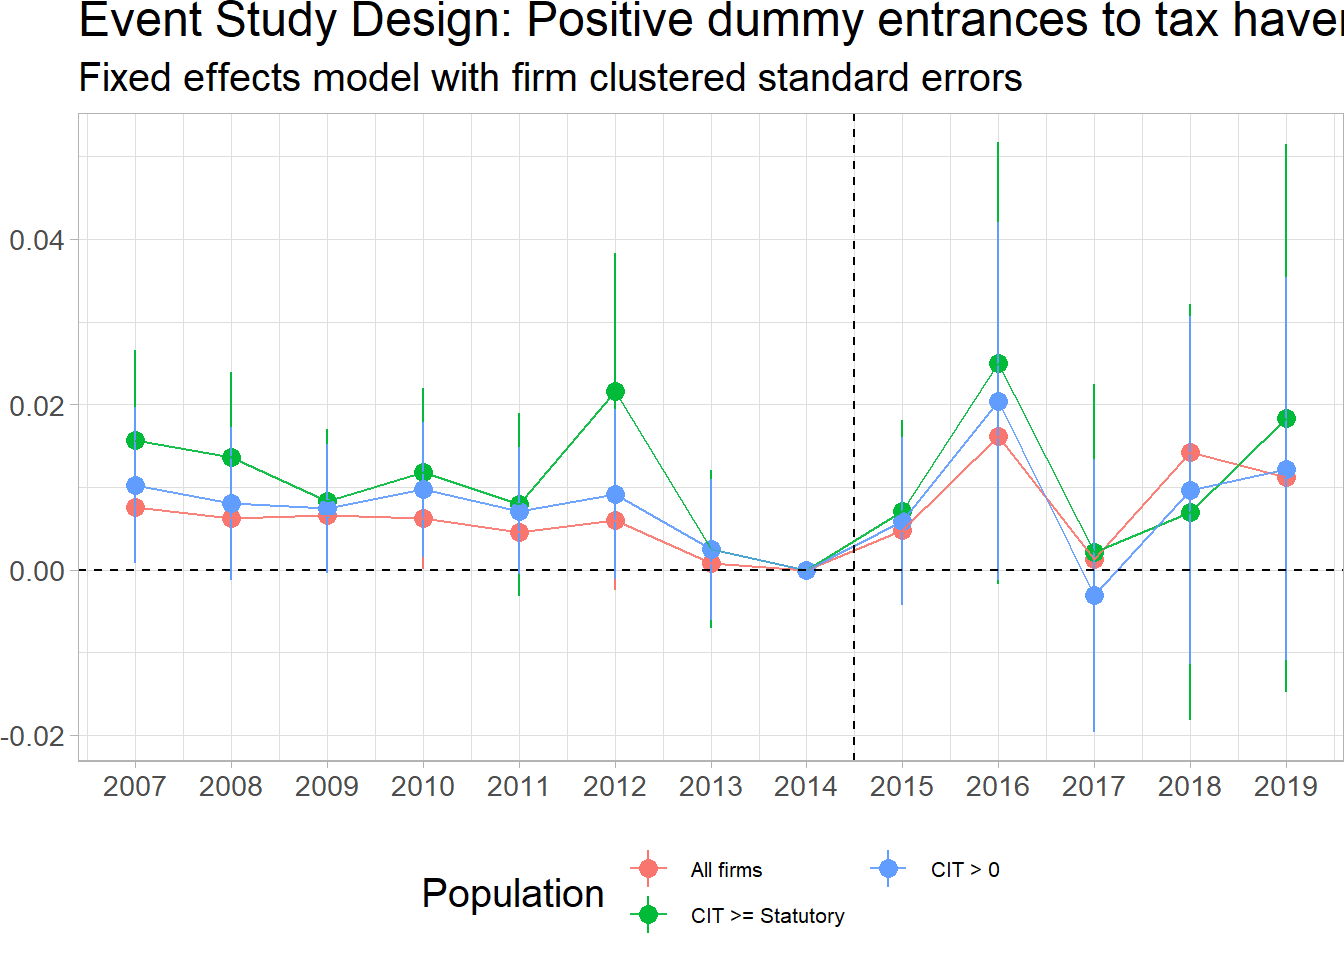 Event Study Design: Positive dummy entrances to tax haven
Fixed effects model with firm clustered standard errors
0.04
0.02
0.00
-0.02
2007 2008 2009 2010 2011 2012 2013 2014 2015 2016 2017 2018 2019
Population
All firms
CIT >= Statutory
CIT > 0